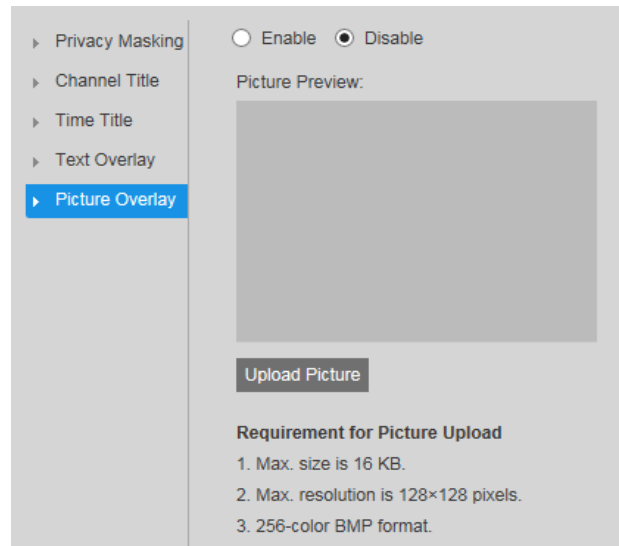 Privacy Masking
Channel Title
Time Title
Text Overlay
Picture Overlay
Enable Disable
Picture Preview:
Upload Picture
Requirement for Picture Upload
1. Max. size is 16 KB.
2. Max. resolution is 128×128 pixels.
3. 256-color BMP format.